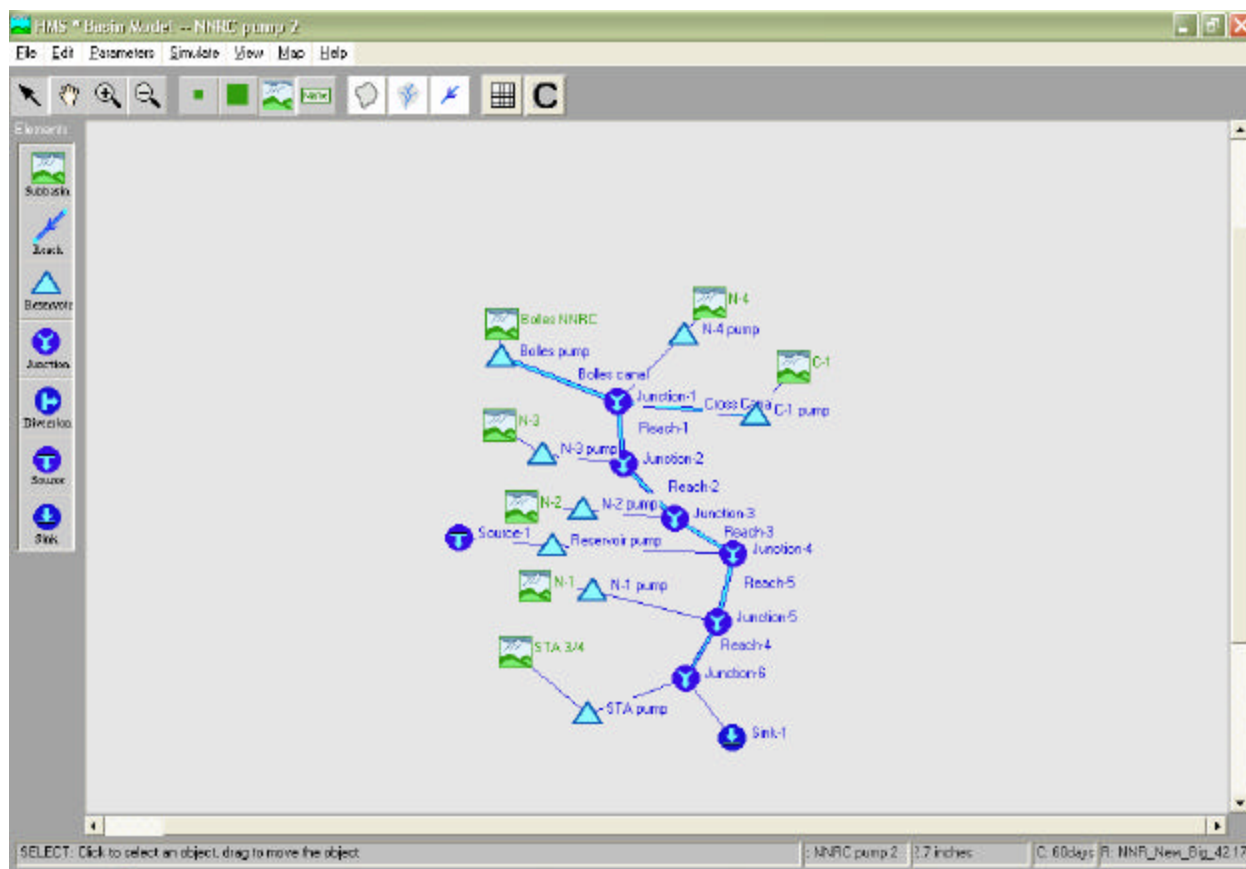 HMS * Basin Model -- NNRC pump 2
File Edit Parameters Simulate View Map Help
C
Elements
Subbasin
Reach
Reservoir
Junction
Diversion
Source
Sink
Bolles NNRC
N-4
Bolles pump
N-4 pump
Bolles canal
C-1
Junction-1
Cross Cana
C-1 pump
N-3
Reach-1
N-3 pump
Junction-2
Reach-2
N-2
N-2 pump
Junction-3
Source-1
Reach-3
Reservoir pump
Junction-4
N-1
N-1 pump
Reach-5
Junction-5
STA 3/4
Reach-4
Junction-6
STA pump
Sink-1
SELECT: Click to select an object, drag to move the object
: NNRC pump 2
2.7 inches
C: 60days
R: NNR_New_Big_42.17